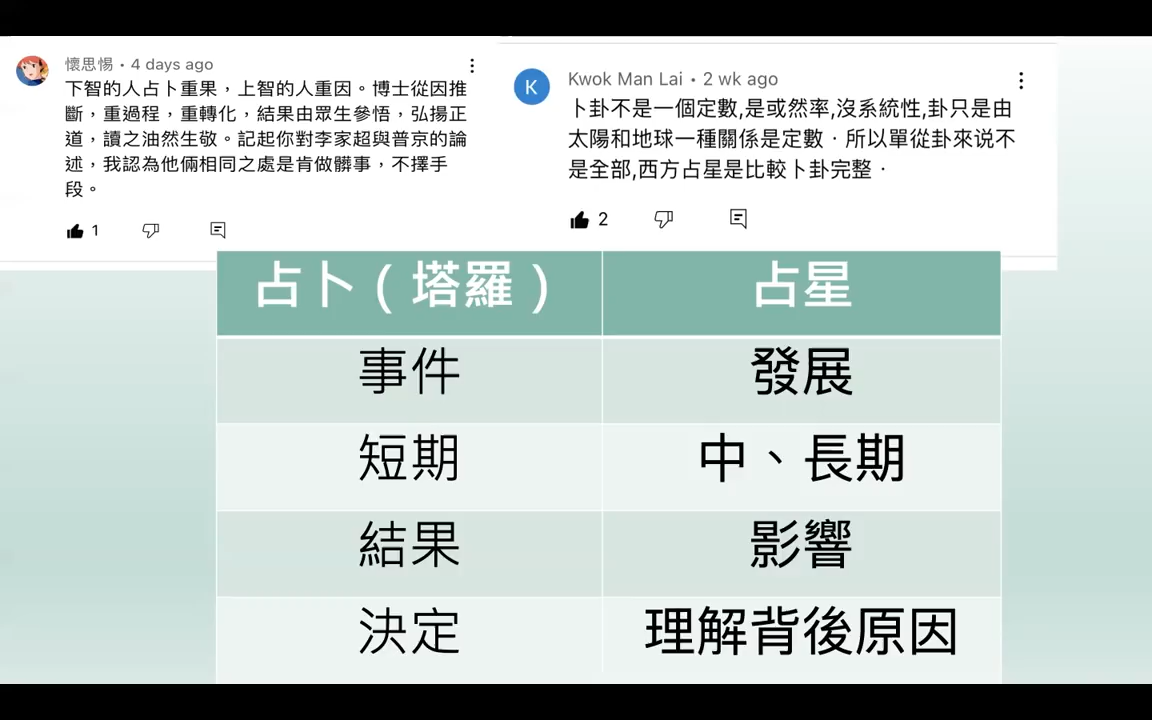 懷思惕 • 4 days ago
下智的人占卜重果，上智的人重因。博士從因推
斷，重過程，重轉化，結果由眾生參悟，弘揚正
道，讀之油然生敬。記起你對李家超與普京的論
述，我認為他倆相同之處是肯做髒事，不擇手
段。
1
K
Kwok Man Lai • 2 wk ago
卜卦不是一個定數,是或然率,沒系統性,卦只是由
太陽和地球一種關係是定數．所以單從卦來说不
是全部,西方占星是比較卜卦完整．
2
占卜（塔羅） 占星
事件 發展
短期 中、長期
結果 影響
決定 理解背後原因